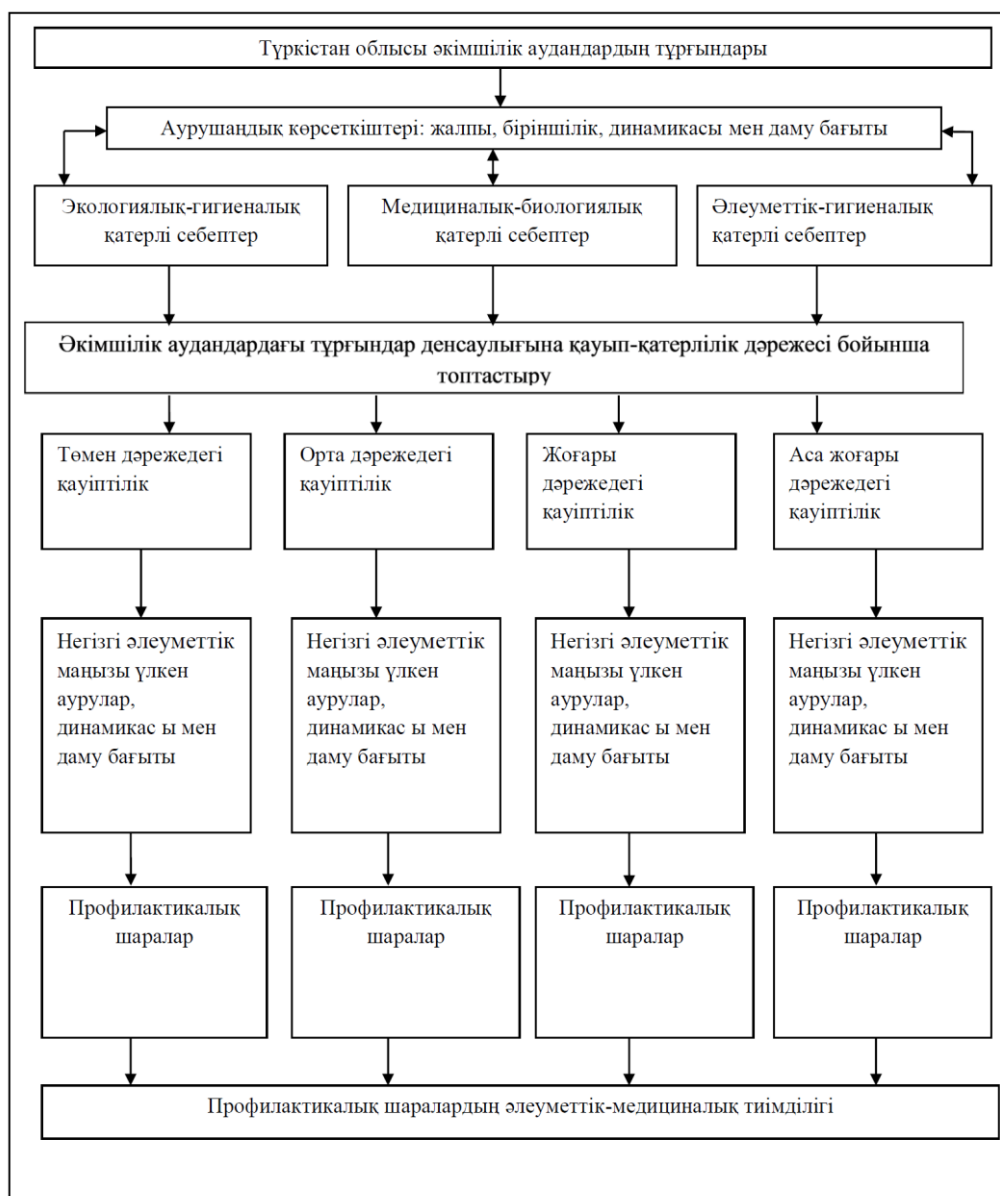 Түркістан облысы әкімшілік аудандардың тұрғындары
Аурушаңдық көрсеткіштері: жалпы, біріншілік, динамикасы мен даму бағыты
Экологиялық-гигиеналық
қатерлі себептер
Медициналық-биологиялық
қатерлі себептер
Әлеуметтік-гигиеналық
қатерлі себептер
Әкімшілік аудандардағы тұрғындар денсаулығына қауып-қатерлілік дәрежесі бойынша
топтастыру
Төмен дәрежедегі
қауіптілік
Орта дәрежедегі
қауіптілік
Жоғары
дәрежедегі
қауіптілік
Аса жоғары
дәрежедегі
қауіптілік
Негізгі әлеуметтік
маңызы үлкен
аурулар,
динамикас ы мен
даму бағыты
Негізгі әлеуметтік
маңызы үлкен
аурулар,
динамикас ы мен
даму бағыты
Негізгі әлеуметтік
маңызы үлкен
аурулар,
динамикас ы мен
даму бағыты
Негізгі әлеуметтік
маңызы үлкен
аурулар,
динамикас ы мен
даму бағыты
Профилактикалық
шаралар
Профилактикалық
шаралар
Профилактикалық
шаралар
Профилактикалық
шаралар
Профилактикалық шаралардың әлеуметтік-медициналық тиімділігі